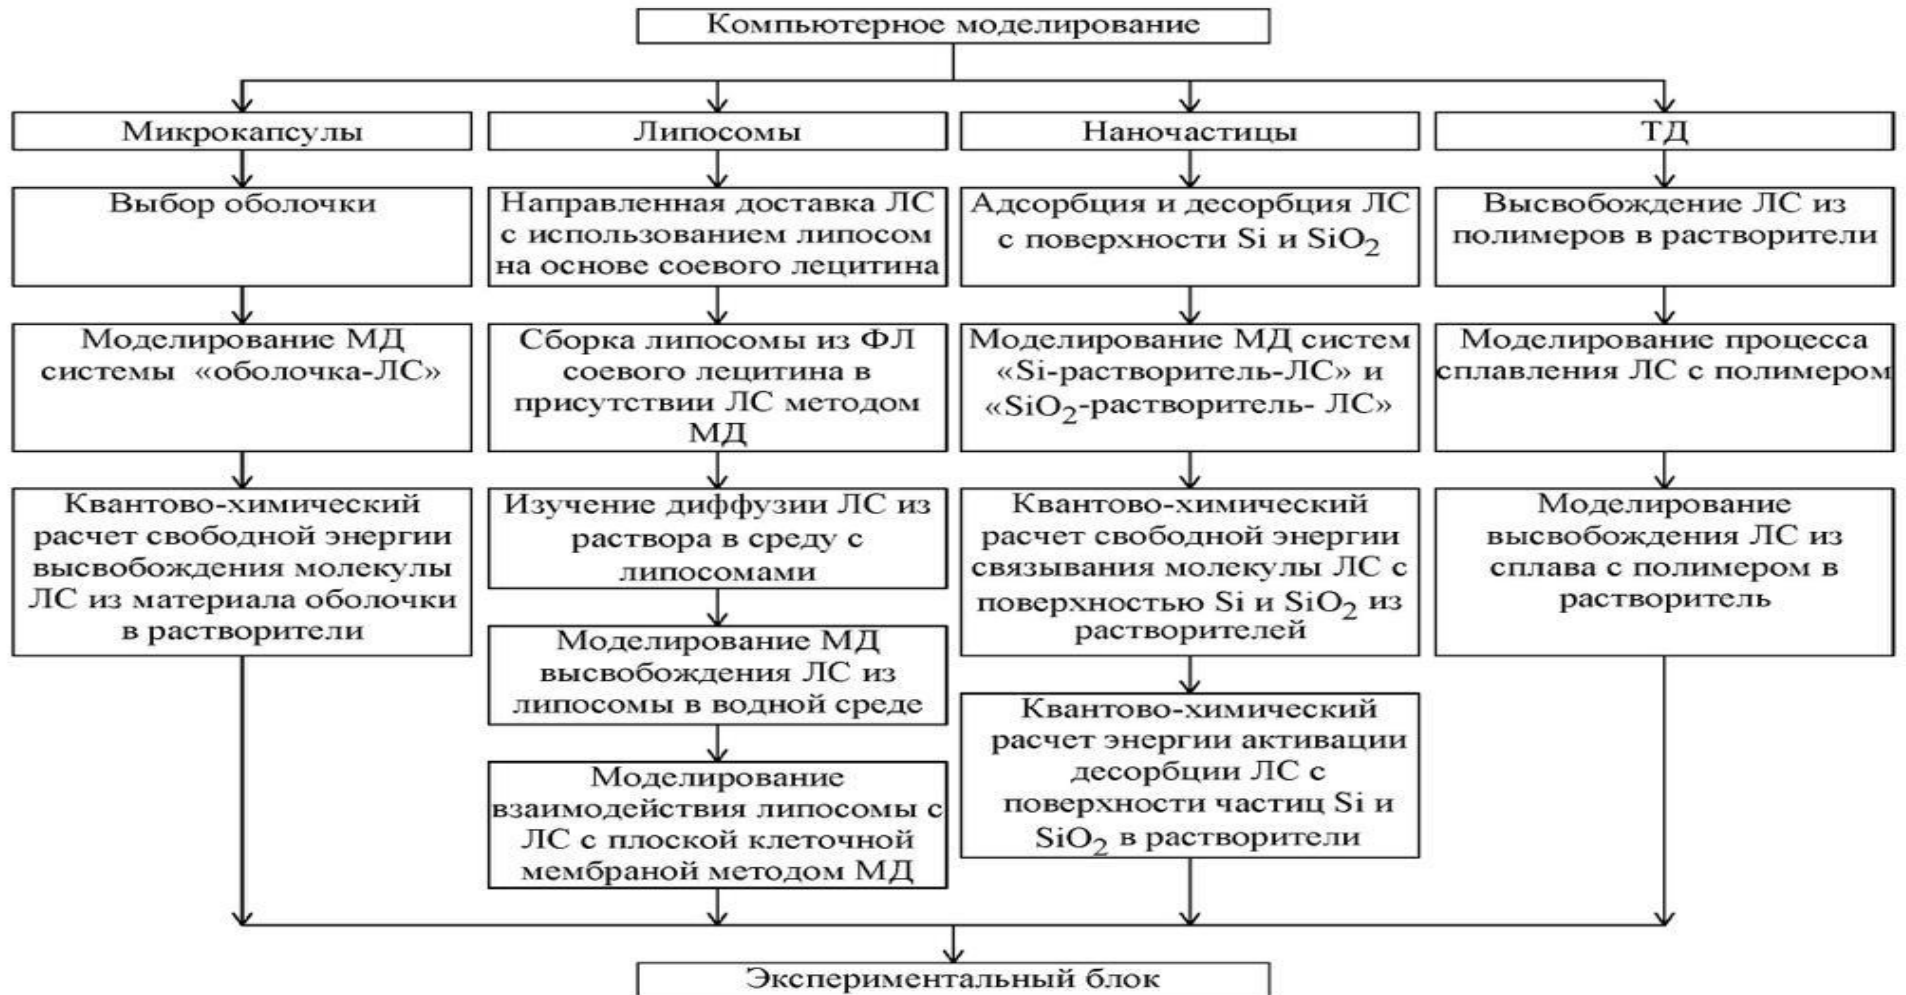 Компьютерное моделирование
Микрокапсулы
Липосомы
Наночастицы
ТД
Выбор оболочки
Направленная доставка ЛС
с использованием липосом
на основе соевого лецитина
Адсорбция и десорбция ЛС
с поверхности Si и SiO2
Высвобождение ЛС из
полимеров в растворители
Моделирование МД
системы «оболочка-ЛС»
Сборка липосомы из ФЛ
соевого лецитина в
присутствии ЛС методом
МД
Моделирование МД систем
«Si-растворитель-ЛС» и
«SiO2-растворитель- ЛС»
Моделирование процесса
сплавления ЛС с полимером
Квантово-химический
расчет свободной энергии
высвобождения молекулы
ЛС из материала оболочки
в растворители
Изучение диффузии ЛС из
раствора в среду с
липосомами
Квантово-химический
расчет свободной энергии
связывания молекулы ЛС с
поверхностью Si и SiO2 из
растворителей
Моделирование
высвобождения ЛС из
сплава с полимером в
растворитель
Моделирование МД
высвобождения ЛС из
липосомы в водной среде
Квантово-химический
расчет энергии активации
десорбции ЛС с
поверхности частиц Si и
SiO2 в растворители
Моделирование
взаимодействия липосомы с
ЛС с плоской клеточной
мембраной методом МД
Экспериментальный блок